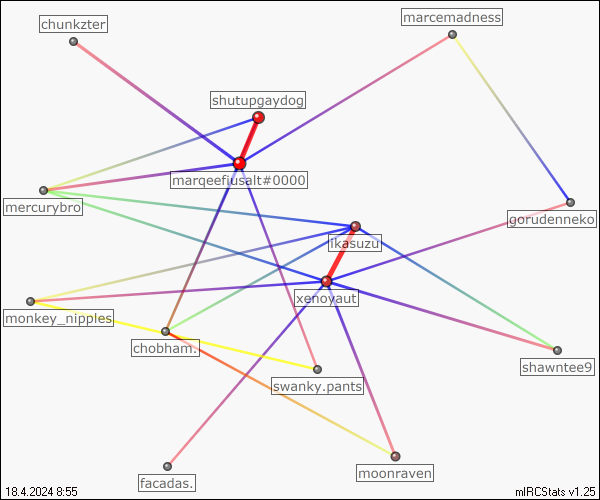 chunkzter
marcemadness
shutupgaydog
marqeefiusalt#0000
mercurybro
gorudenneko
ikasuzu
xenoyaut
monkey_nipples
chobham.
shawntee9
swanky.pants
moonraven
facadas.
18.4.2024 8:55
mIRCStats v1.25